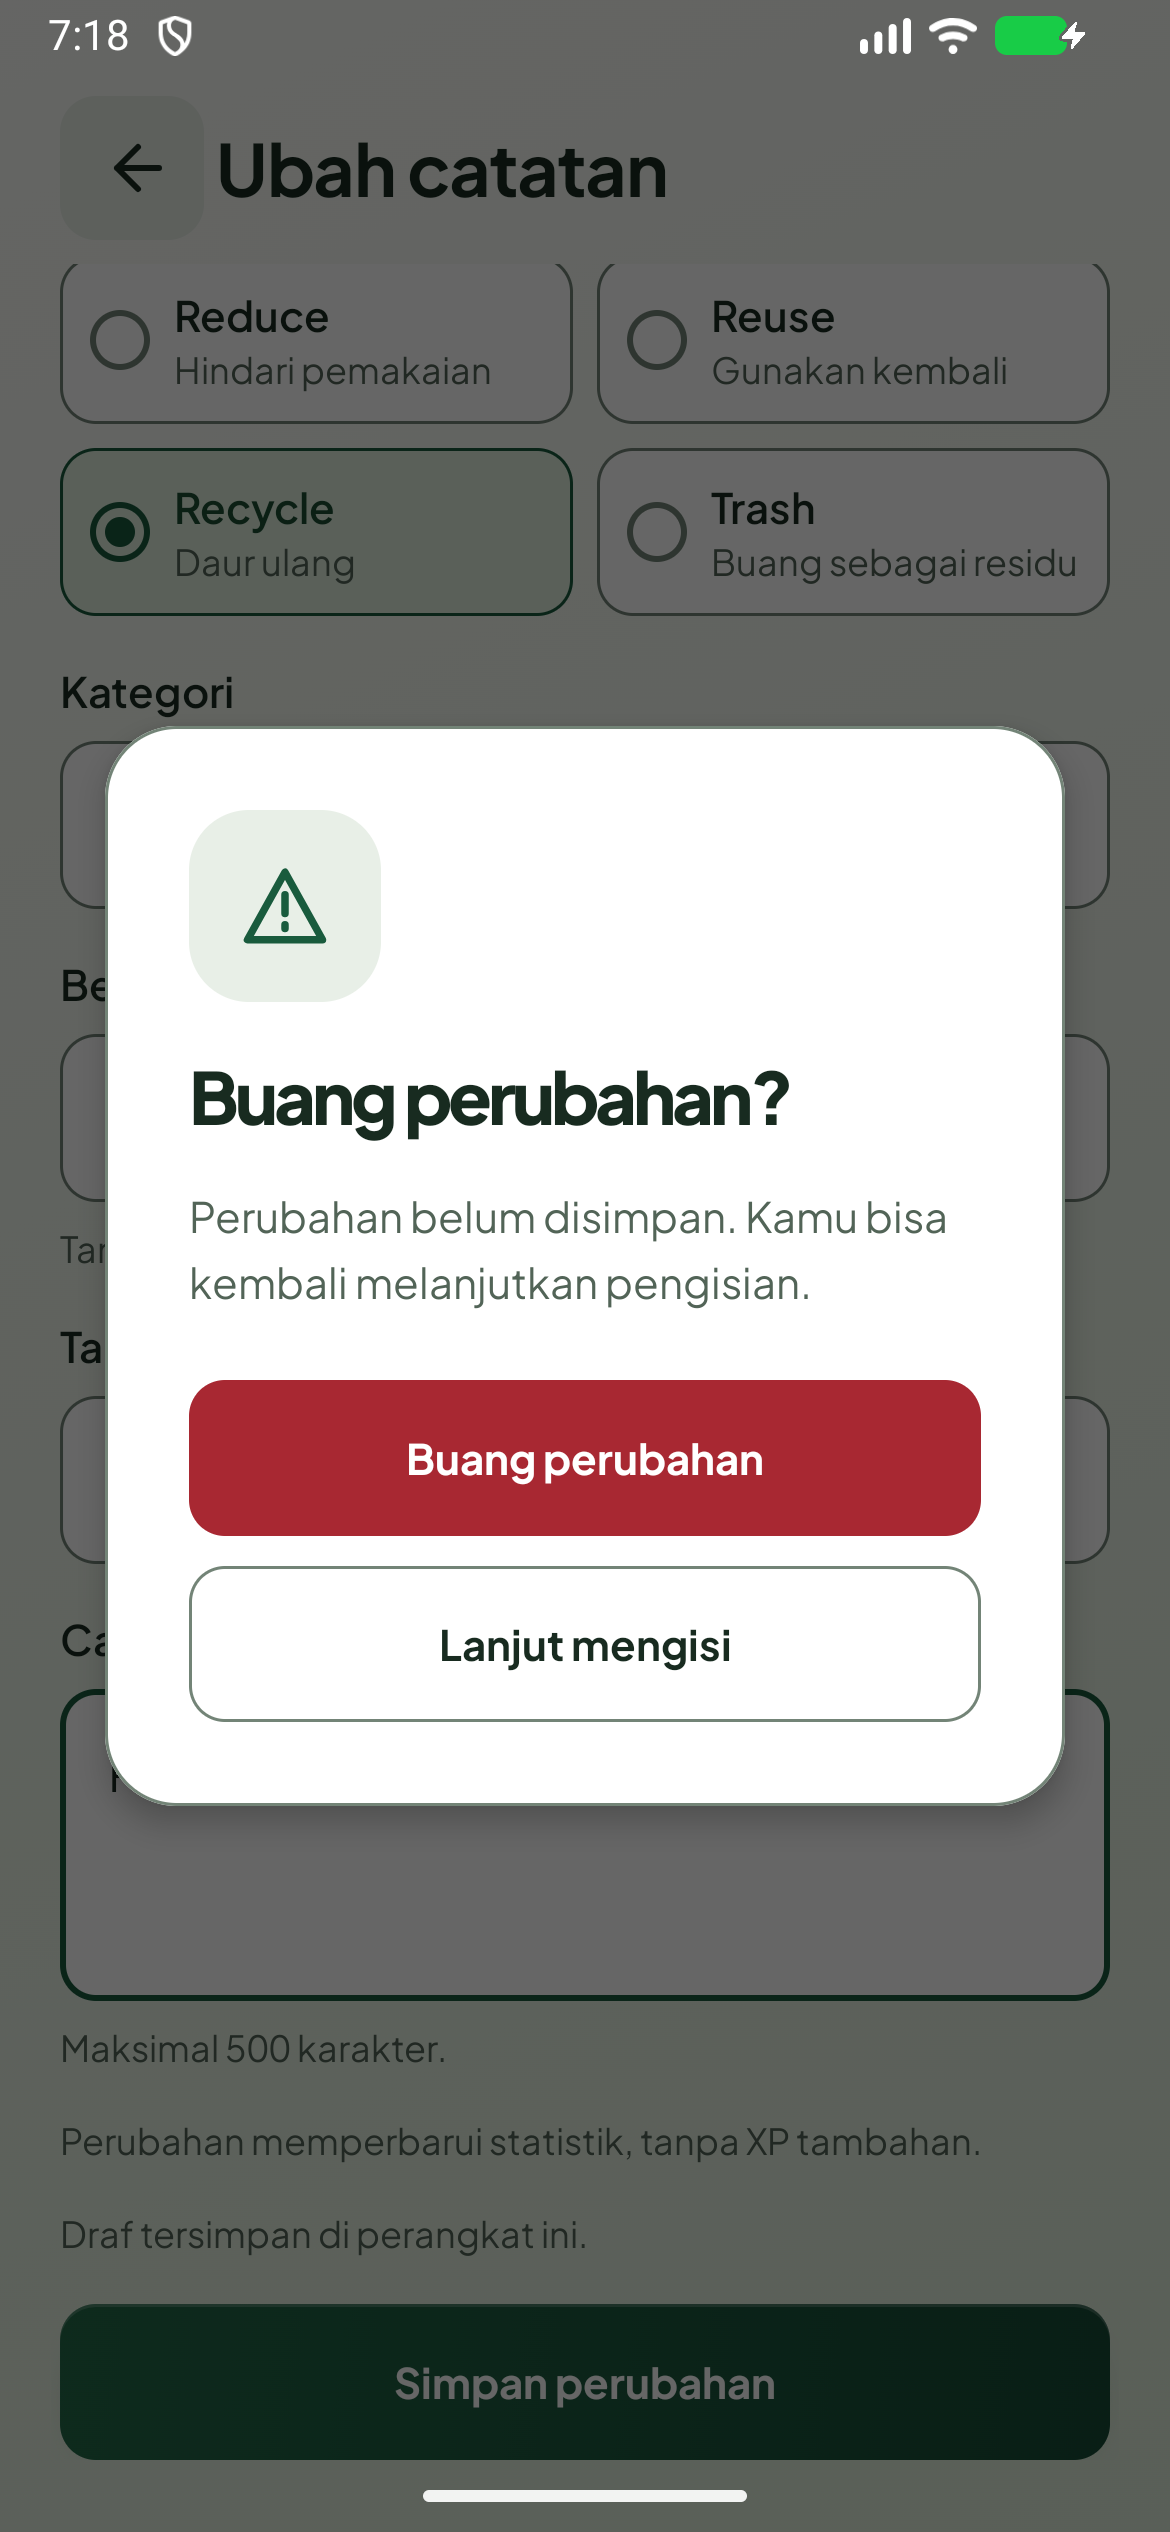 7:18
Ubah catatan
Reduce
Hindari pemakaian
Reuse
Gunakan kembali
Recycle
Daur ulang
Trash
Buang sebagai residu
Kategori
Buang perubahan?
Perubahan belum disimpan. Kamu bisa
kembali melanjutkan pengisian.
Buang perubahan
Lanjut mengisi
Maksimal 500 karakter.
Perubahan memperbarui statistik, tanpa XP tambahan.
Draf tersimpan di perangkat ini.
Simpan perubahan